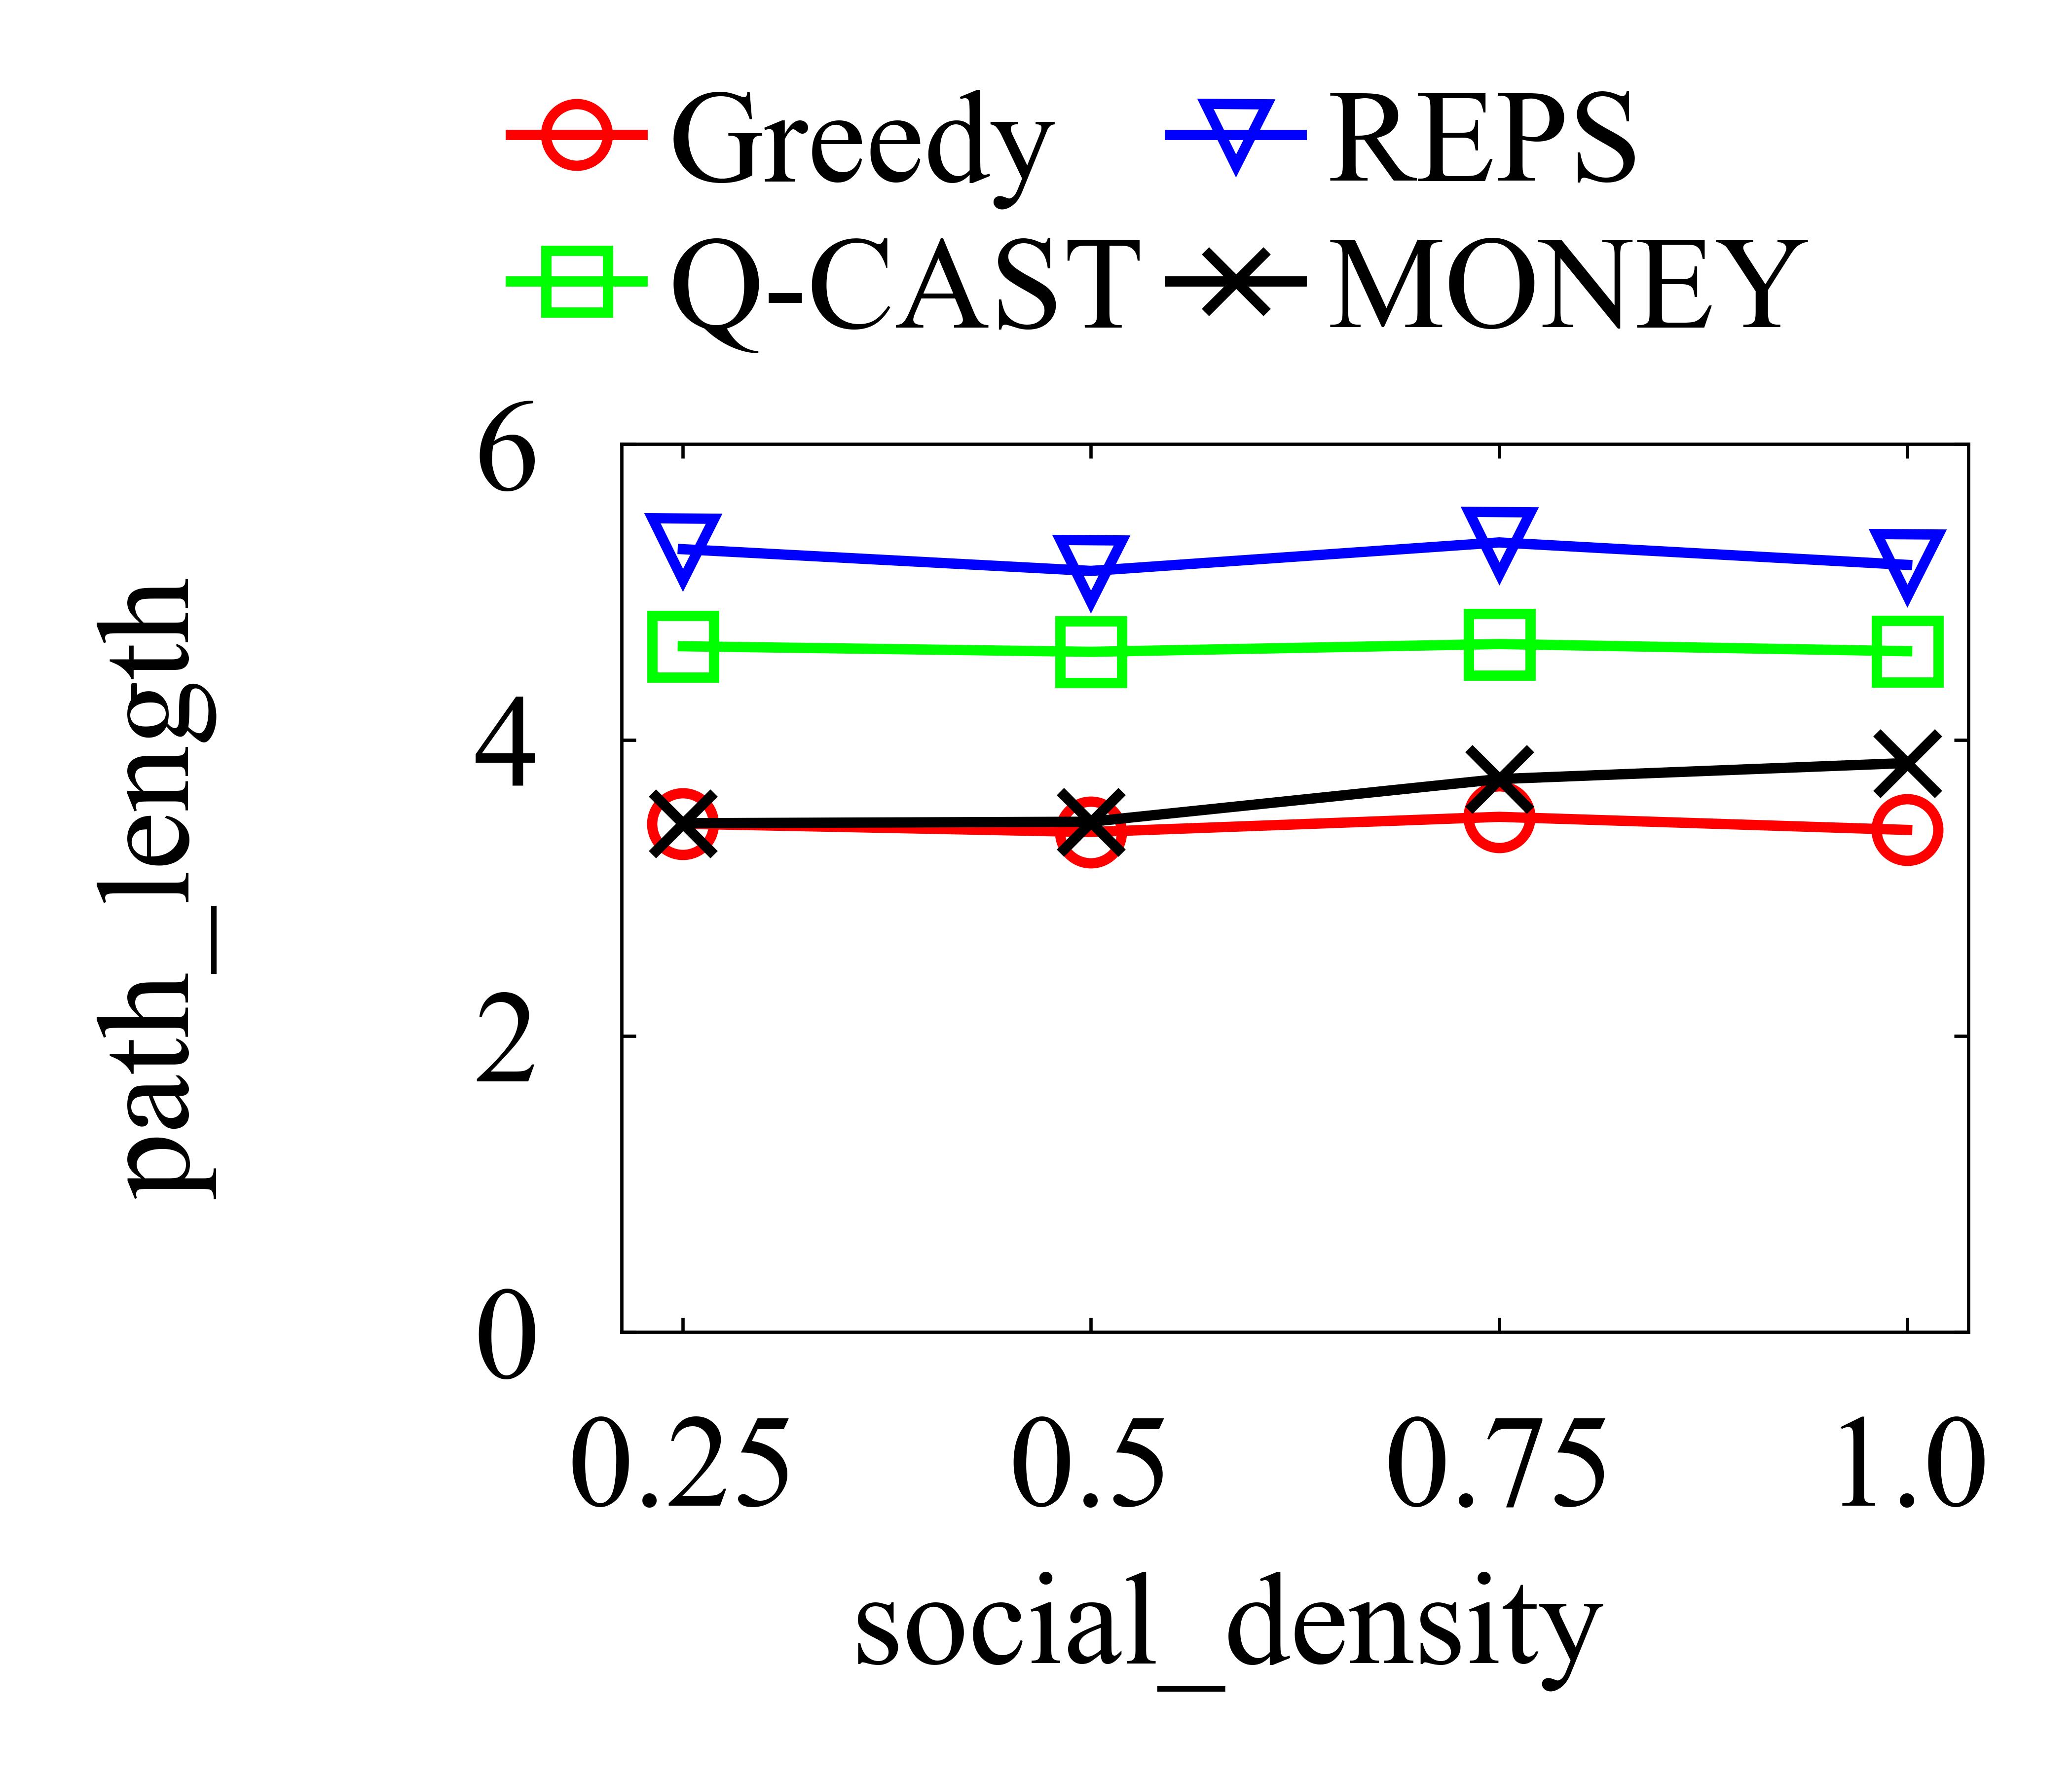 Greedy REPS
Q-CAST MONEY
6
4
2
0
path_length
0.25 0.5 0.75 1.0
social_density